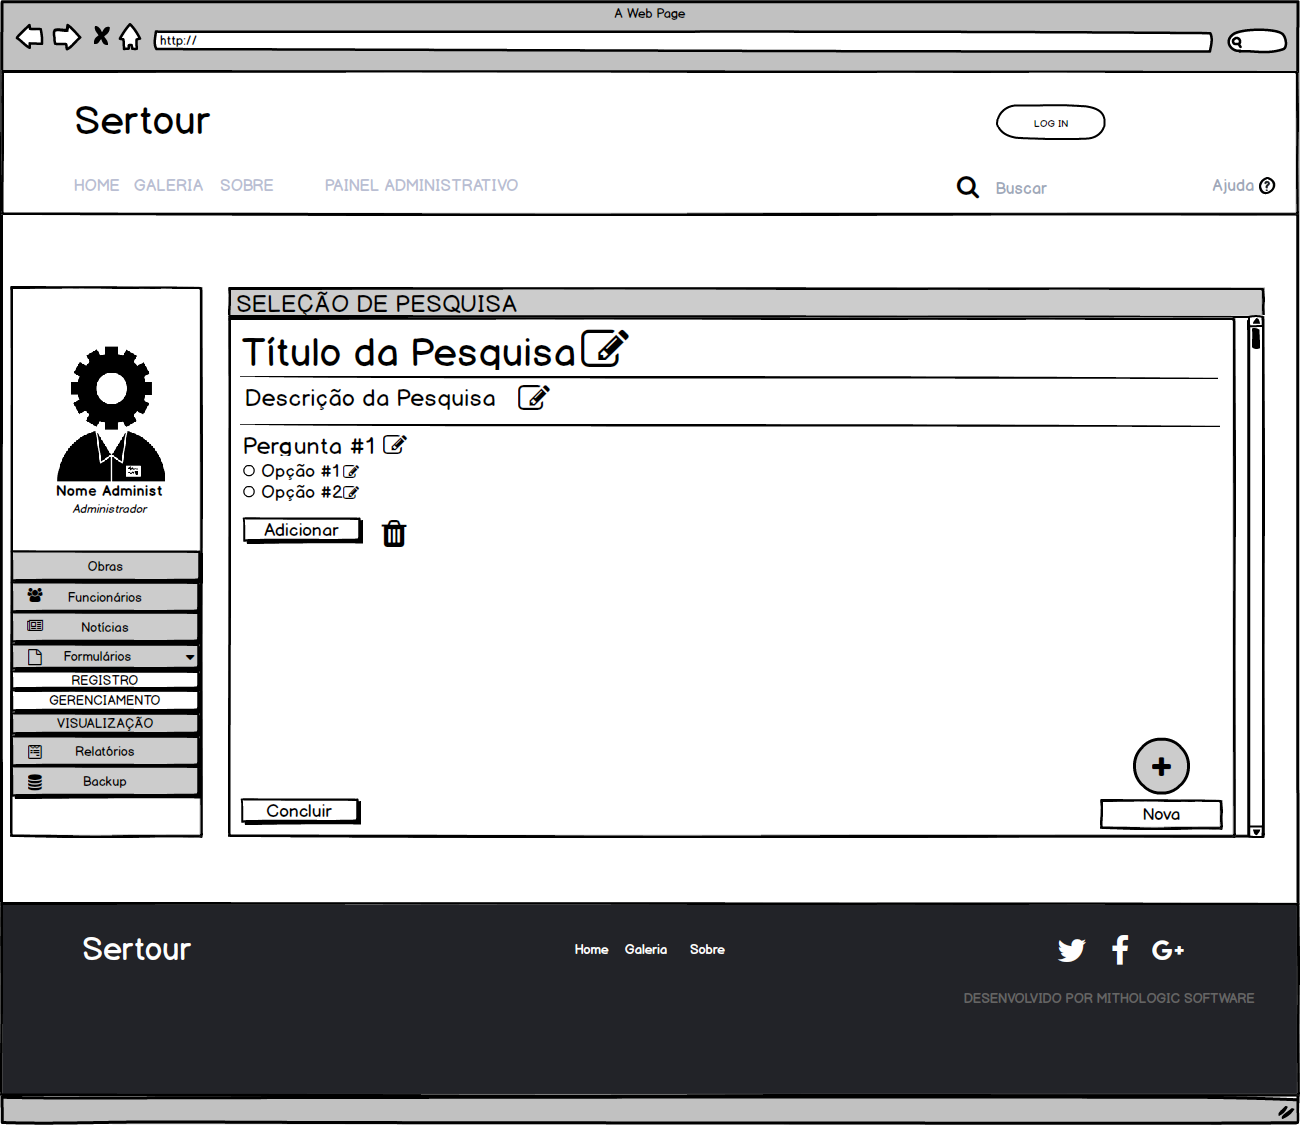 A Web Page
http://
Sertour
LOG IN
HOME GALERIA SOBRE PAINEL ADMINISTRATIVO
Buscar
Ajuda
Nome Administ
Administrador
Obras
Funcionários
Notícias
Formulários
REGISTRO
GERENCIAMENTO
VISUALIZAÇÃO
Relatórios
Backup
SELEÇÃO DE PESQUISA
Título da Pesquisa
Descrição da Pesquisa
Pergunta #1
Opção #1
Opção #2
Adicionar
Concluir
Nova
Sertour
Home Galeria Sobre
DESENVOLVIDO POR MITHOLOGIC SOFTWARE